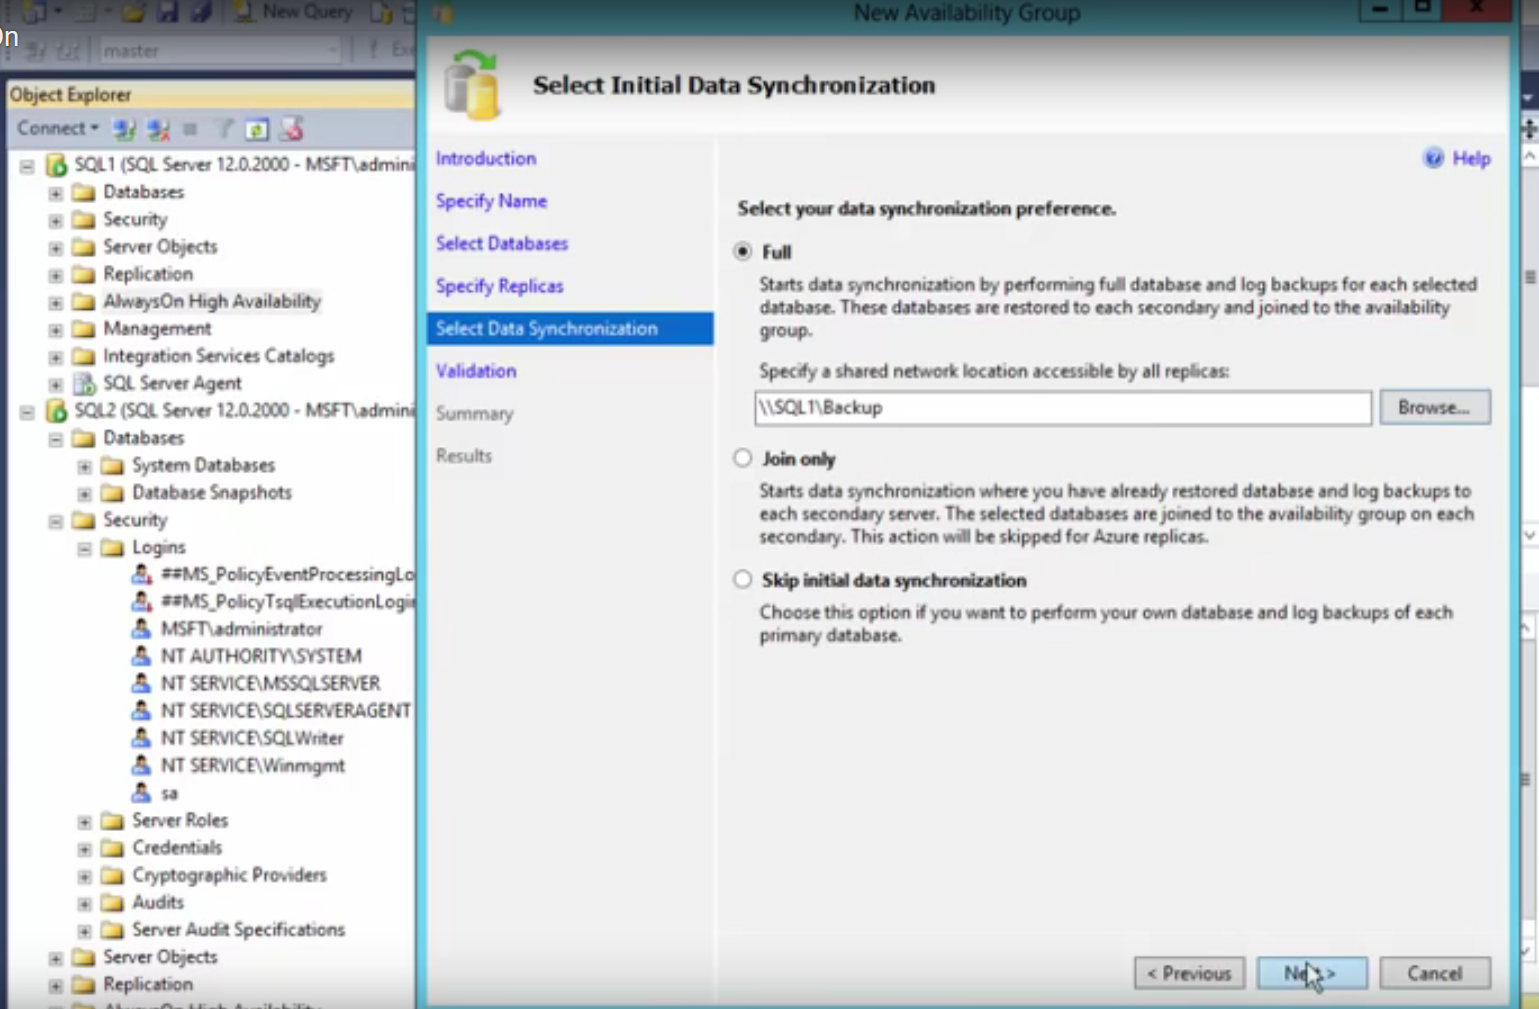 On
New Query
master
Object Explorer
Connect
SQL1 (SQL Server 12.0.2000 - MSFT\admini
Databases
Security
Server Objects
Replication
AlwaysOn High Availability
Management
Integration Services Catalogs
SQL Server Agent
SQL2 (SQL Server 12.0.2000 - MSFT\admini
Databases
System Databases
Database Snapshots
Security
Logins
##MS_PolicyEventProcessingLo
##MS_PolicyTsqlExecutionLogin
MSFT\administrator
NT AUTHORITY\SYSTEM
NT SERVICE\MSSQLSERVER
NT SERVICE\SQLSERVERAGENT
NT SERVICE\SQLWriter
NT SERVICE\Winmgmt
sa
Server Roles
Credentials
Cryptographic Providers
Audits
Server Audit Specifications
Server Objects
Replication
AlwaysOn High Availability
New Availability Group
Select Initial Data Synchronization
Introduction
Specify Name
Select Databases
Specify Replicas
Select Data Synchronization
Validation
Summary
Results
Help
Select your data synchronization preference.
Full
Starts data synchronization by performing full database and log backups for each selected
database. These databases are restored to each secondary and joined to the availability
group.
Specify a shared network location accessible by all replicas:
\\SQL1\Backup
Browse...
Join only
Starts data synchronization where you have already restored database and log backups to
each secondary server. The selected databases are joined to the availability group on each
secondary. This action will be skipped for Azure replicas.
Skip initial data synchronization
Choose this option if you want to perform your own database and log backups of each
primary database.
< Previous
Next >
Cancel